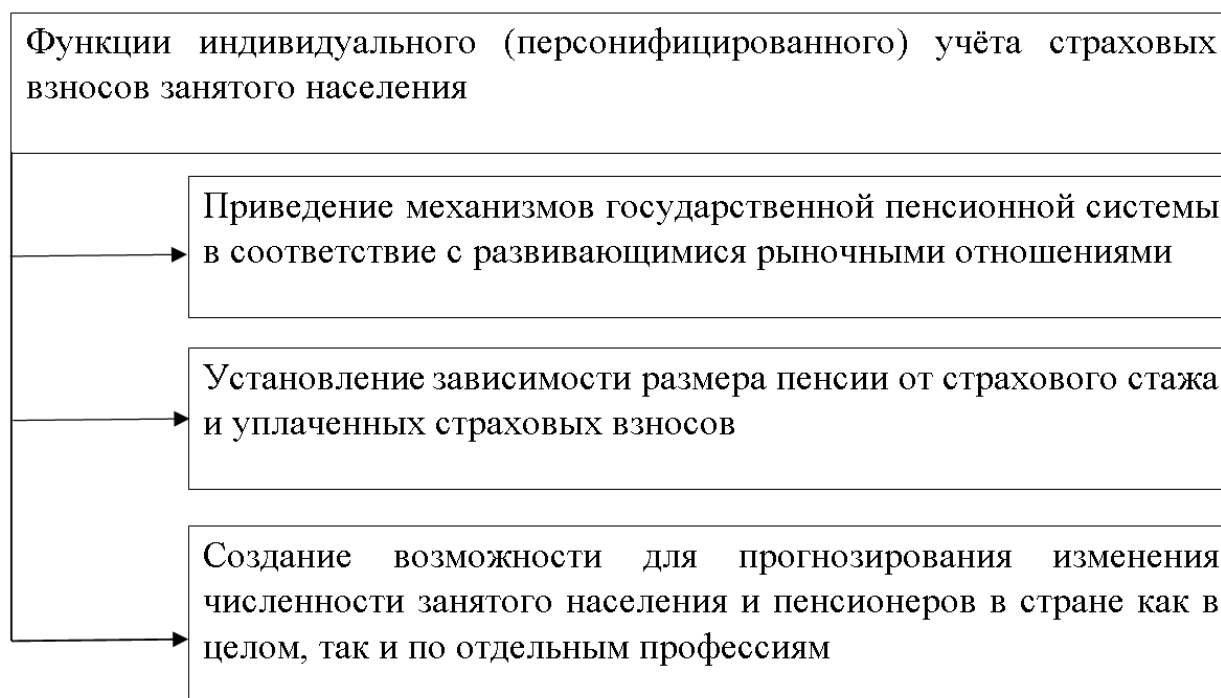 Функции индивидуального (персонифицированного) учёта страховых
взносов занятого населения
Приведение механизмов государственной пенсионной системы
в соответствие с развивающимися рыночными отношениями
Установление зависимости размера пенсии от страхового стажа
и уплаченных страховых взносов
Создание возможности для прогнозирования изменения
численности занятого населения и пенсионеров в стране как в
целом, так и по отдельным профессиям